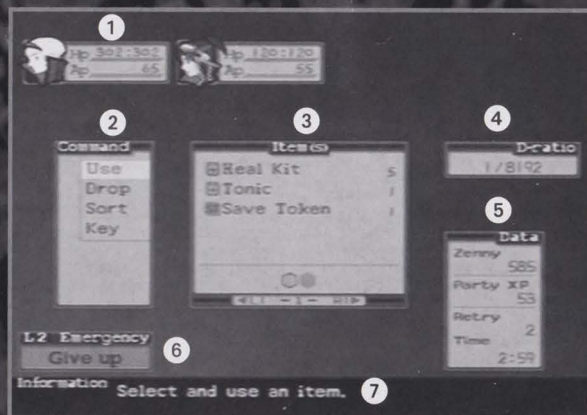 1
Hp 302:302
Ap 65
Hp 120:120
Ap 55
2 3 4
Command
Use
Drop
Sort
Key
Item(s)
Heal Kit 5
Tonic 1
Save Token 1
◀L1 -1- R1▶
D-ratio
1/8192
5
Data
Zenny
585
Party XP
53
Retry
2
Time
2:59
L2 Emergency
Give up
6
Information
Select and use an item. 7